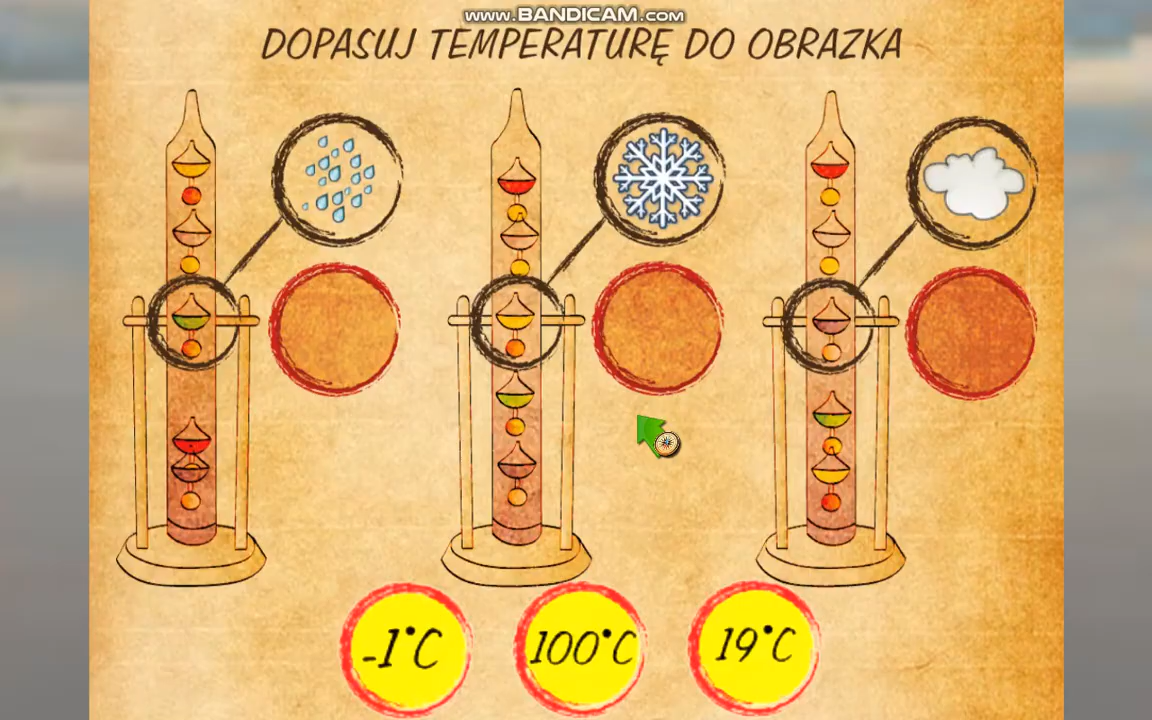 www.BANDICAM.com
DOPASUJ TEMPERATURĘ DO OBRAZKA
-1°C
100°C
19°C